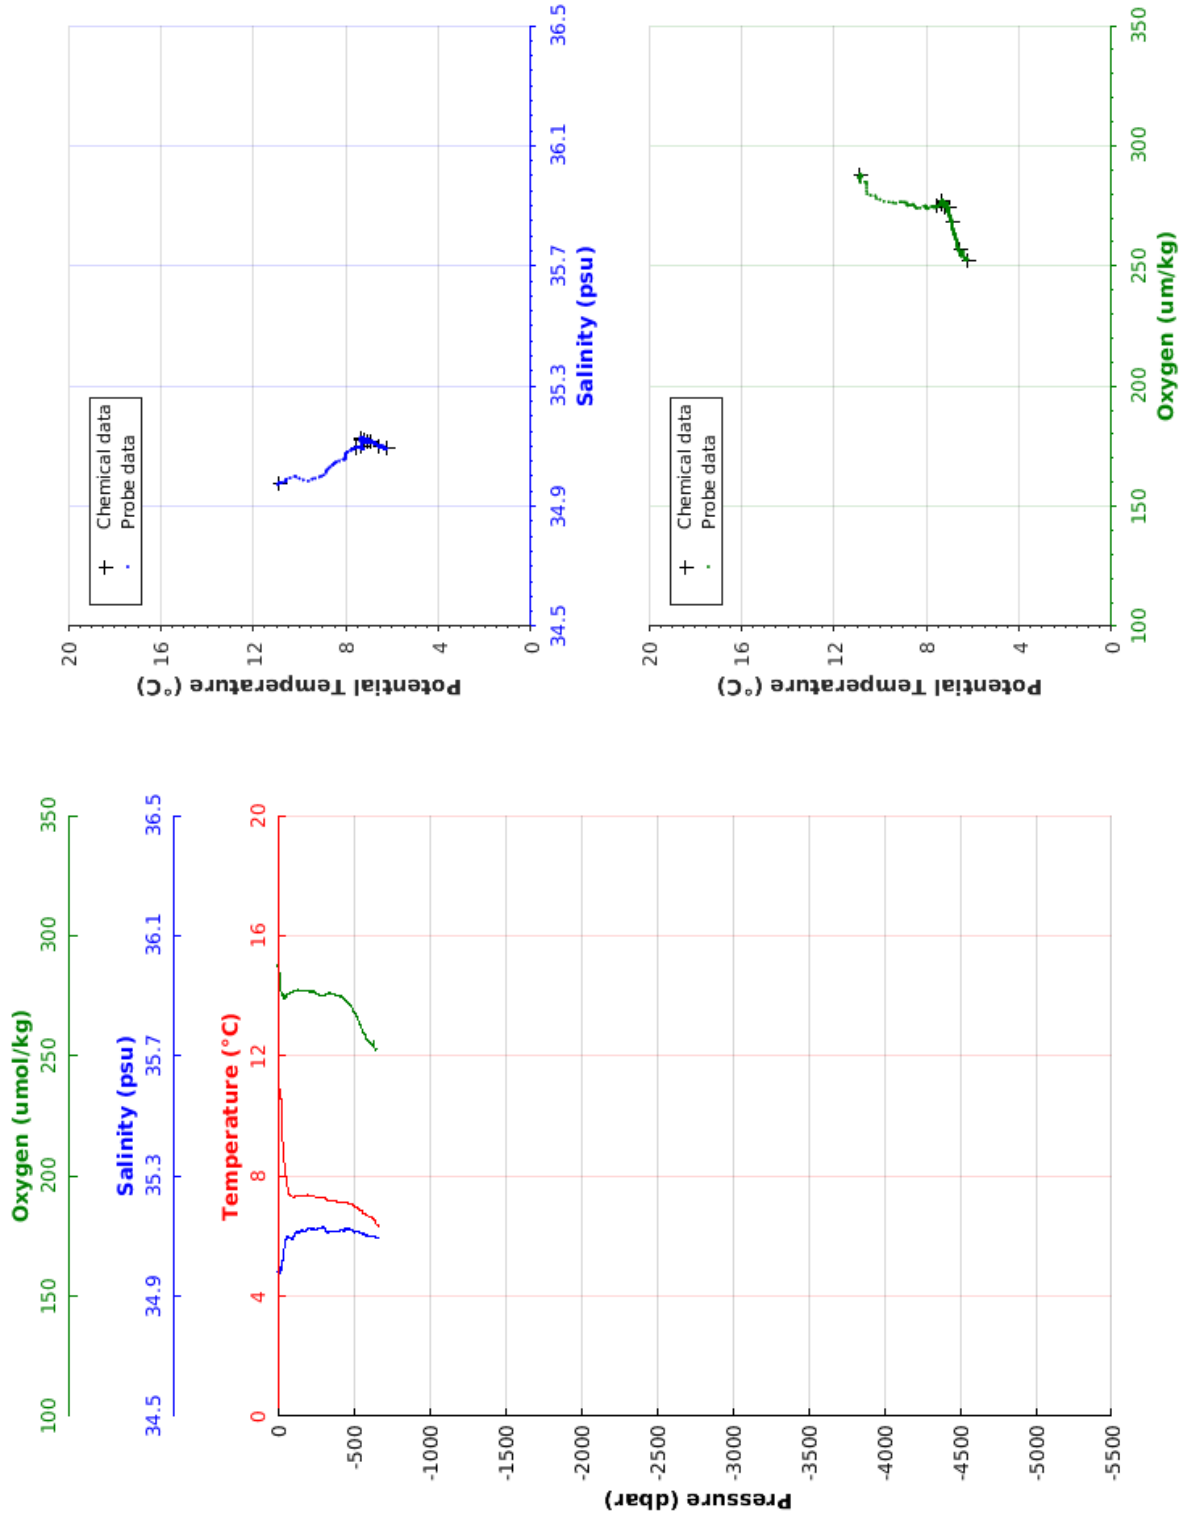 Oxygen (umol/kg)
100 150 200 250 300 350
Salinity (psu)
34.5 34.9 35.3 35.7 36.1 36.5
Temperature (°C)
0 4 8 12 16 20
Pressure (dbar)
0
-500
-1000
-1500
-2000
-2500
-3000
-3500
-4000
-4500
-5000
-5500
Potential Temperature (°C)
20
16
12
8
4
0
Chemical data
Probe data
34.5 34.9 35.3 35.7 36.1 36.5
Salinity (psu)
Potential Temperature (°C)
20
16
12
8
4
0
Chemical data
Probe data
100 150 200 250 300 350
Oxygen (um/kg)